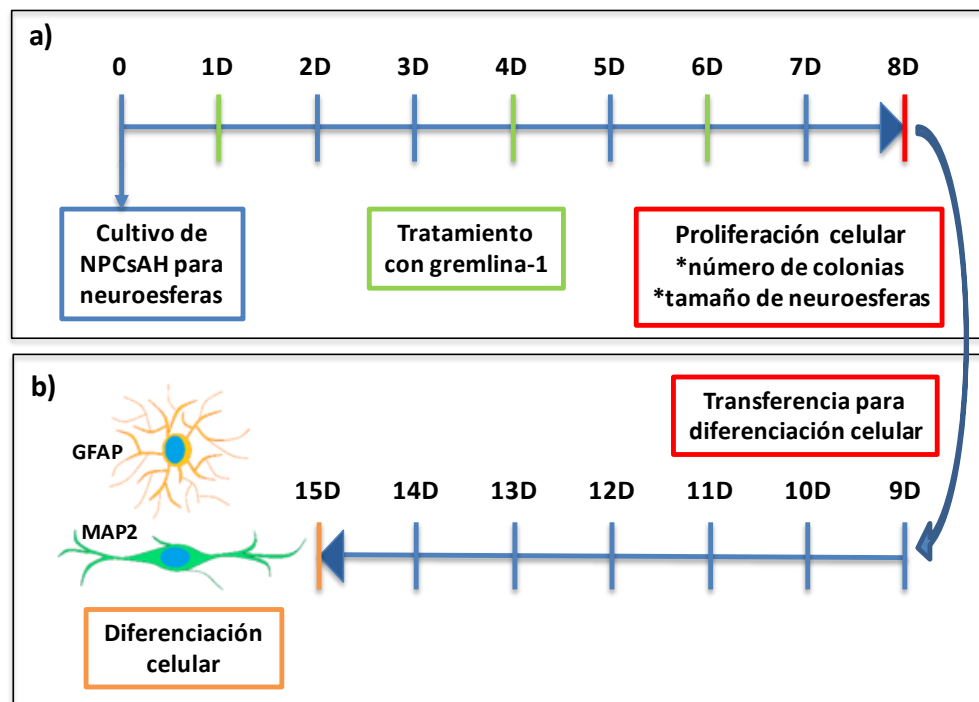 a)
0 1D 2D 3D 4D 5D 6D 7D 8D
Cultivo de
NPCsAH para
neuroesferas
Tratamiento
con gremlina-1
Proliferación celular
*número de colonias
*tamaño de neuroesferas
b)
GFAP
MAP2
Transferencia para
diferenciación celular
15D 14D 13D 12D 11D 10D 9D
Diferenciación
celular